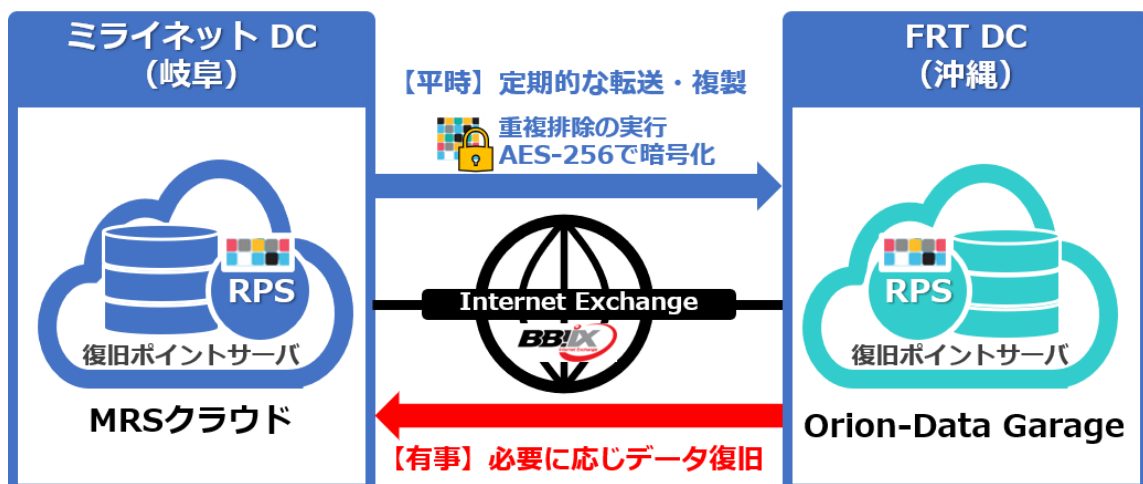 ミライネット DC
（岐阜）
RPS
復旧ポイントサーバ
MRSクラウド
【平時】定期的な転送・複製
重複排除の実行
AES-256で暗号化
Internet Exchange
BBIX
Internet Exchange
【有事】必要に応じデータ復旧
FRT DC
（沖縄）
RPS
復旧ポイントサーバ
Orion-Data Garage